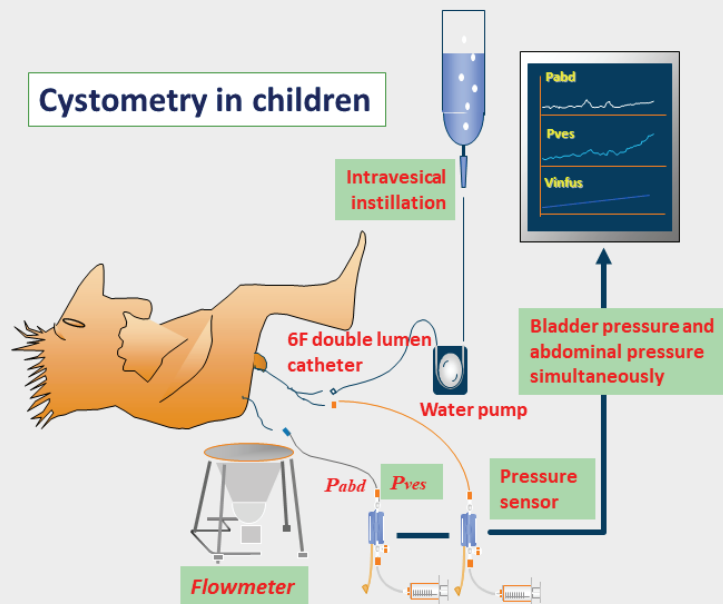 Cystometry in children
Pabd
Pves
Vinfus
Intravesical
instillation
6F double lumen
catheter
Bladder pressure and
abdominal pressure
simultaneously
Water pump
Pabd
Pves
Pressure
sensor
Flowmeter